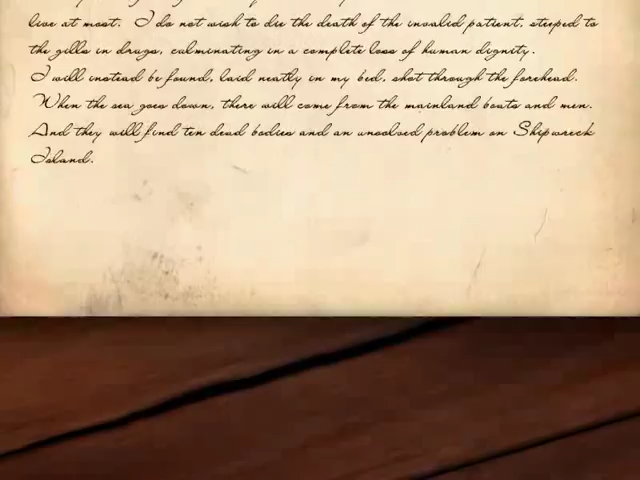 live at most. I do not wish to die the death of the invalid patient, steeped to
the gills in drugs, culminating in a complete loss of human dignity.
I will instead be found, laid neatly in my bed, shot through the forehead.
When the sea goes down, there will come from the mainland boats and men.
And they will find ten dead bodies and an unsolved problem on Shipwreck
Island.